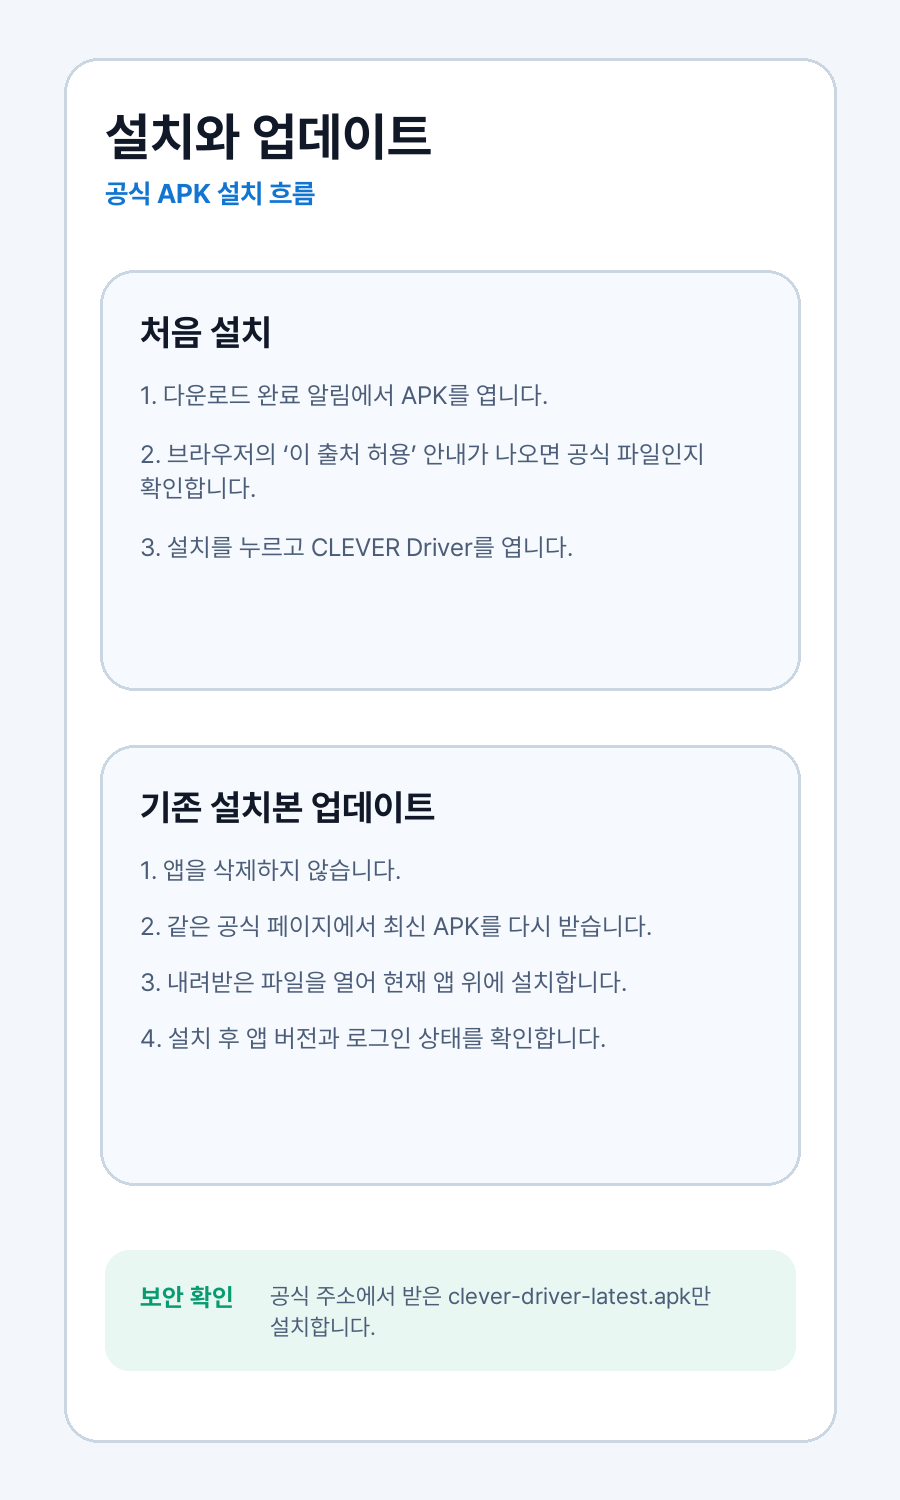 설치와 업데이트
공식 APK 설치 흐름
처음 설치
1. 다운로드 완료 알림에서 APK를 엽니다.
2. 브라우저의 ‘이 출처 허용’ 안내가 나오면 공식 파일인지
확인합니다.
3. 설치를 누르고 CLEVER Driver를 엽니다.
기존 설치본 업데이트
1. 앱을 삭제하지 않습니다.
2. 같은 공식 페이지에서 최신 APK를 다시 받습니다.
3. 내려받은 파일을 열어 현재 앱 위에 설치합니다.
4. 설치 후 앱 버전과 로그인 상태를 확인합니다.
보안 확인
공식 주소에서 받은 clever-driver-latest.apk만
설치합니다.